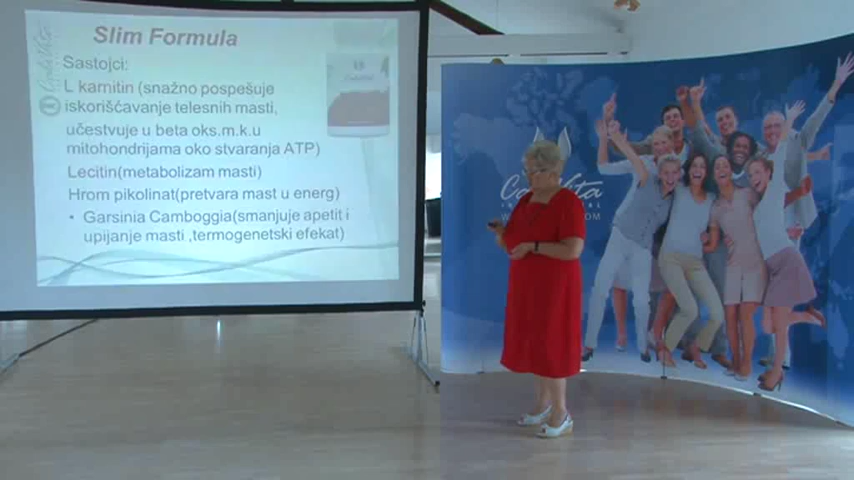 Slim Formula
Sastojci:
L karnitin (snažno pospešuje
iskorišćavanje telesnih masti,
učestvuje u beta oks.m.k.u
mitohondrijama oko stvaranja ATP)
Lecitin(metabolizam masti)
Hrom pikolinat(pretvara mast u energ)
• Garsinia Camboggia(smanjuje apetit i
upijanje masti ,termogenetski efekat)